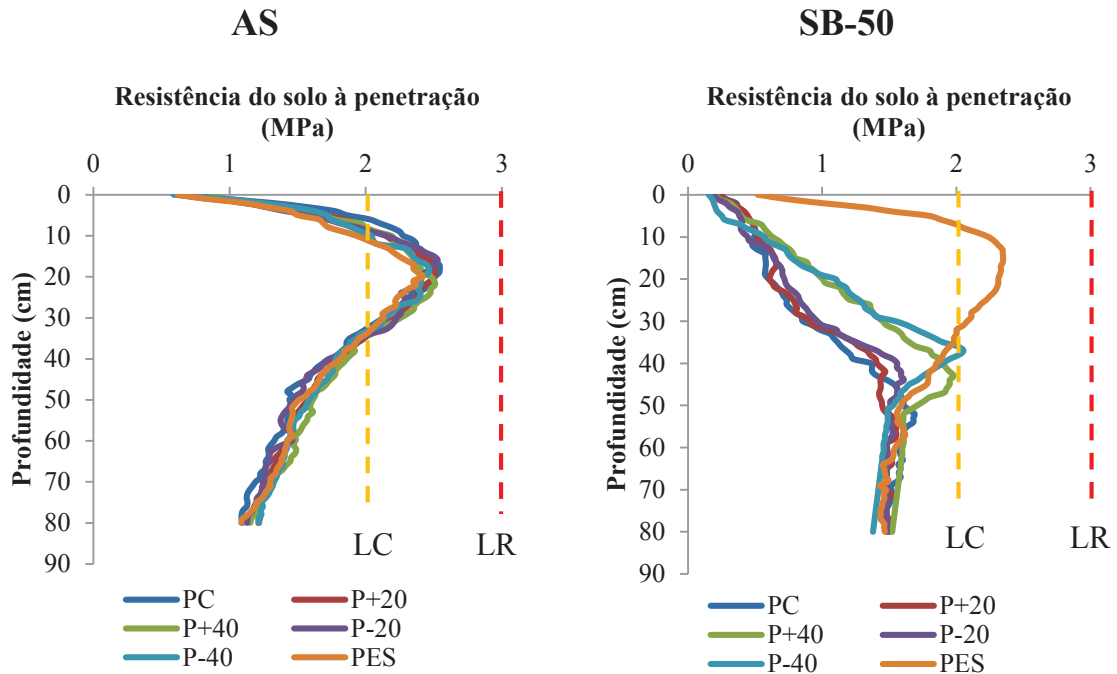 AS
Resistência do solo à penetração
(MPa)
0 1 2 3
0
10
20
30
40
50
60
70
80
90
Profundidade (cm)
LC
LR
PC
P+20
P+40
P-20
P-40
PES
SB-50
Resistência do solo à penetração
(MPa)
0 1 2 3
0
10
20
30
40
50
60
70
80
90
Profundidade (cm)
LC
LR
PC
P+20
P+40
P-20
P-40
PES